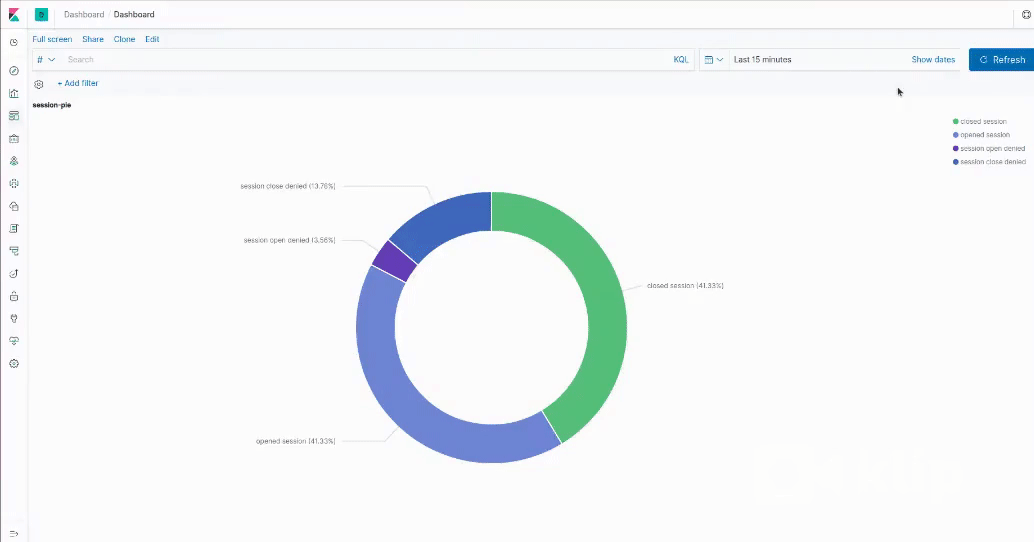 Dashboard / Dashboard
Full screen Share Clone Edit
# Search KQL Last 15 minutes Show dates Refresh
+ Add filter
session-pie
closed session
opened session
session open denied
session close denied
session close denied (13.76%)
session open denied (3.56%)
closed session (41.33%)
opened session (41.33%)